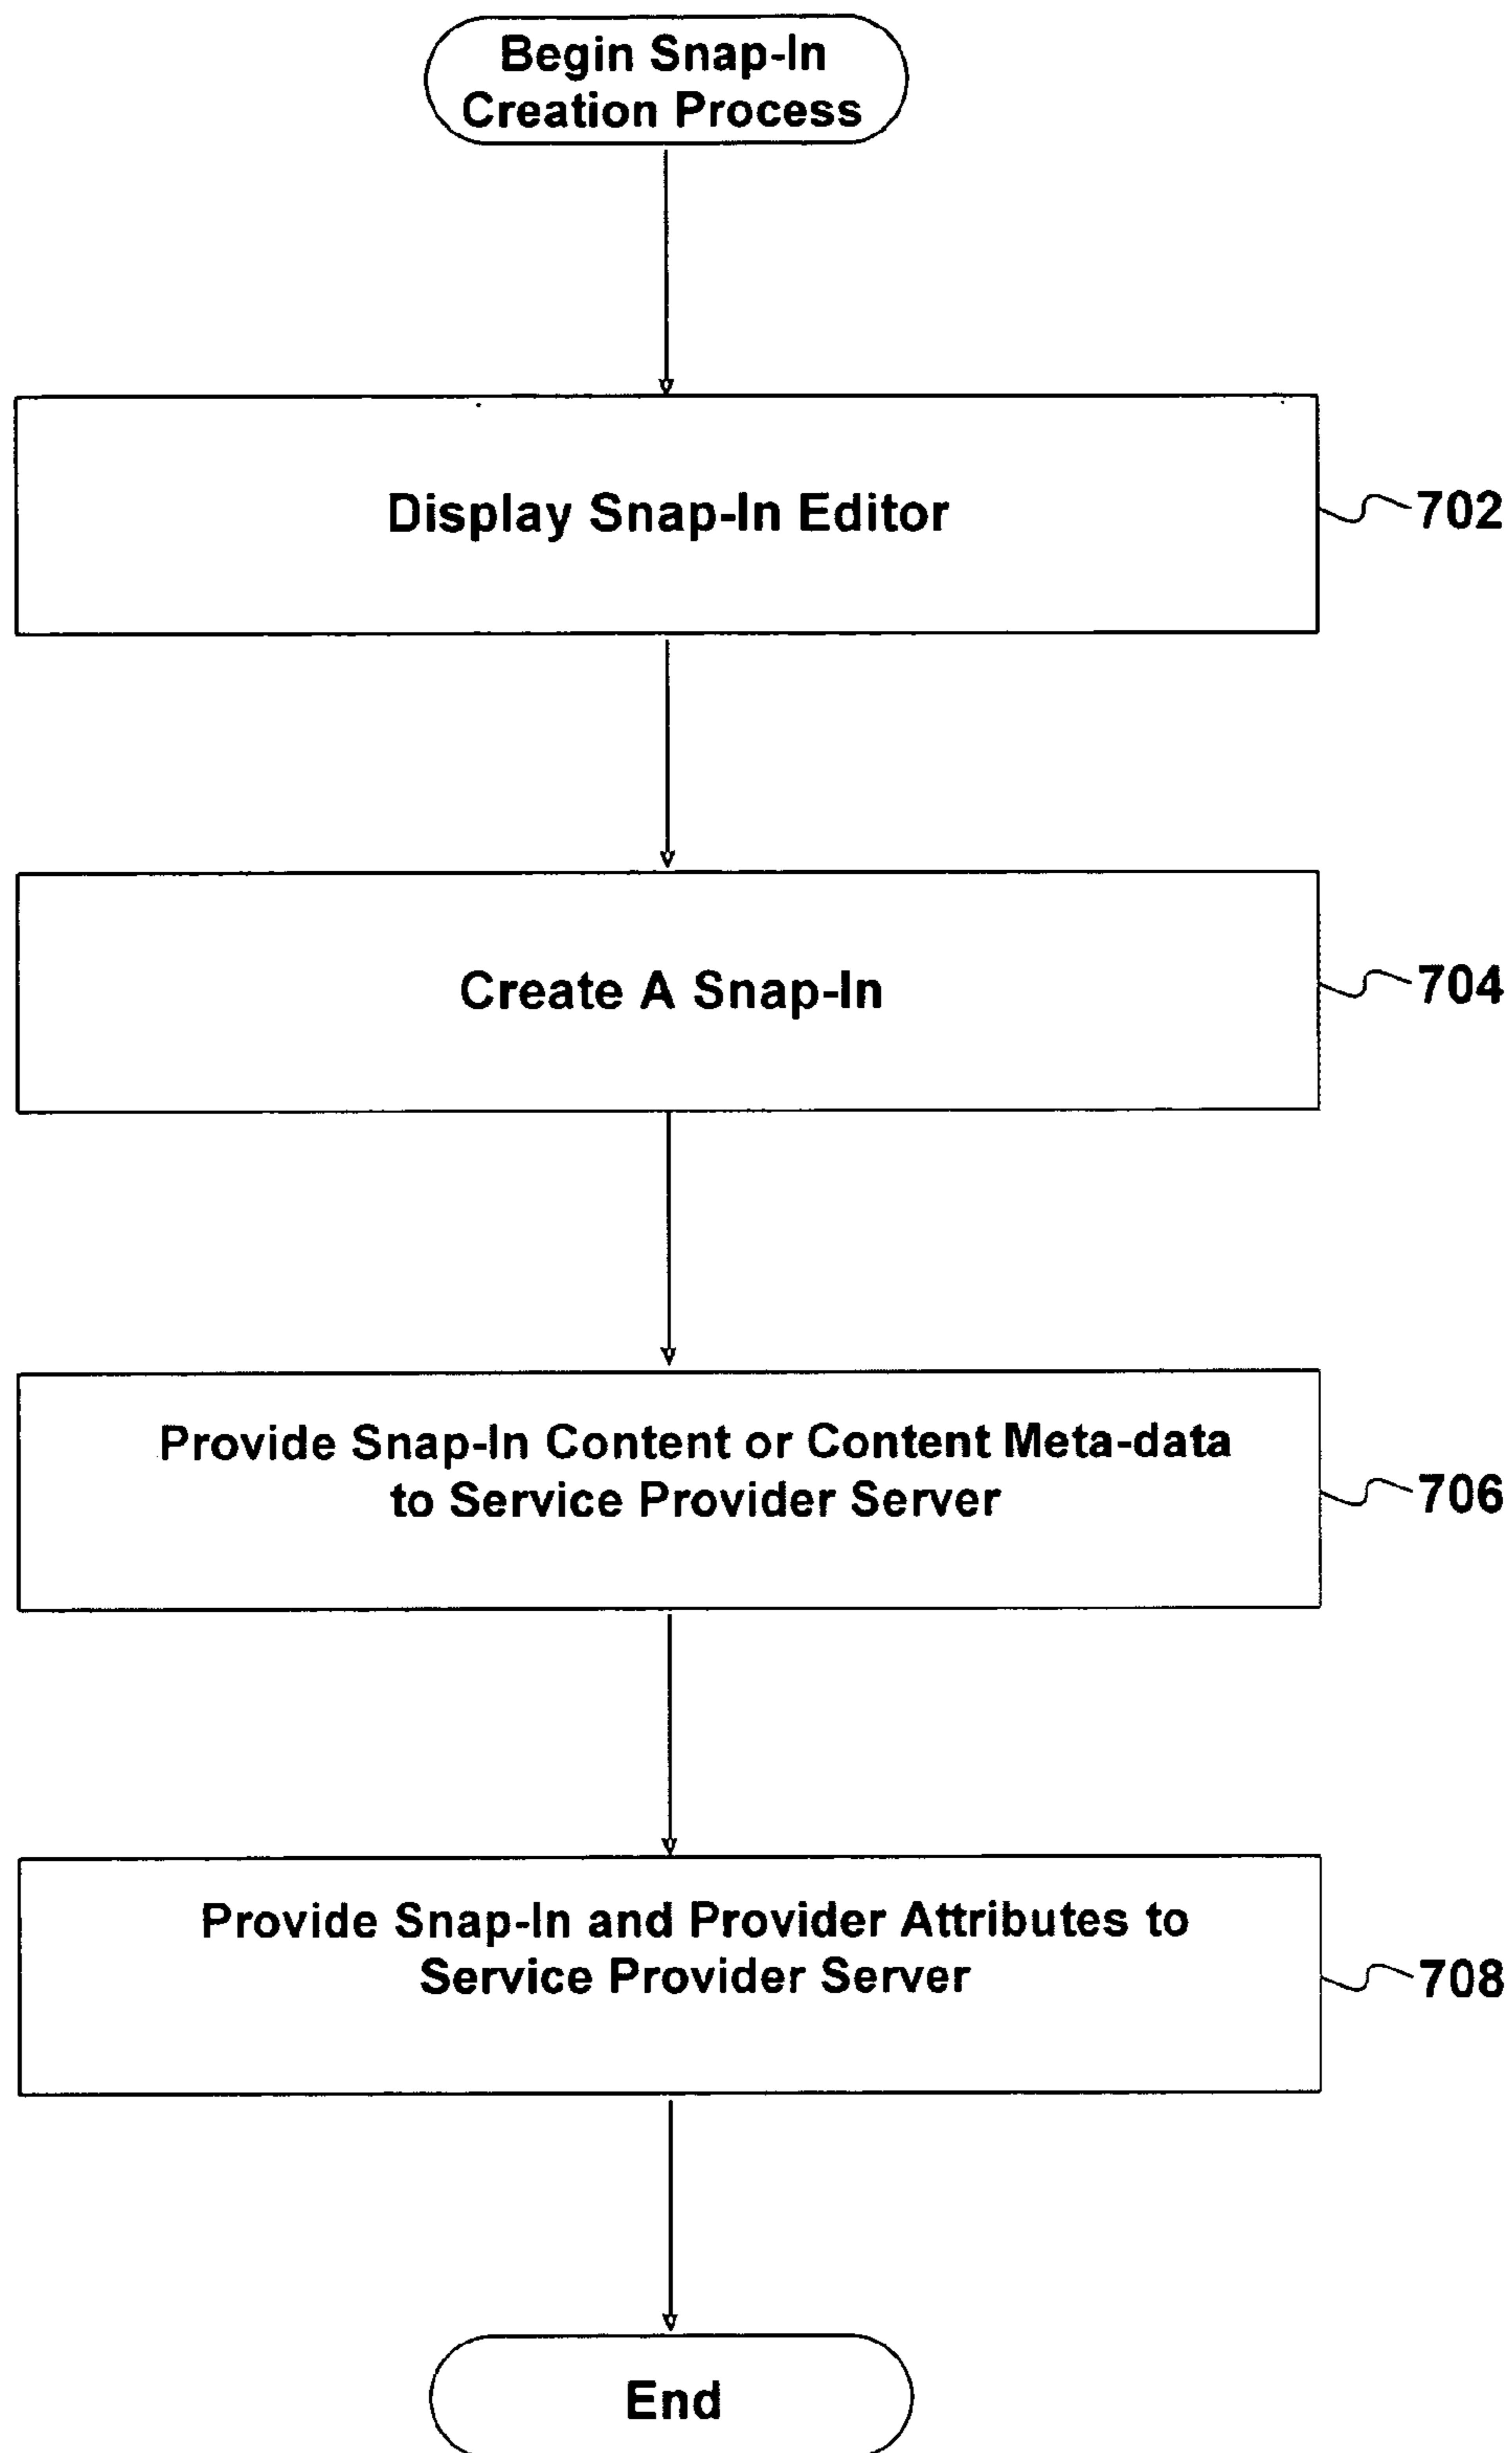 Begin Snap-In
Creation Process
Display Snap-In Editor
702
Create A Snap-In
704
Provide Snap-In Content or Content Meta-data
to Service Provider Server
706
Provide Snap-In and Provider Attributes to
Service Provider Server
708
End